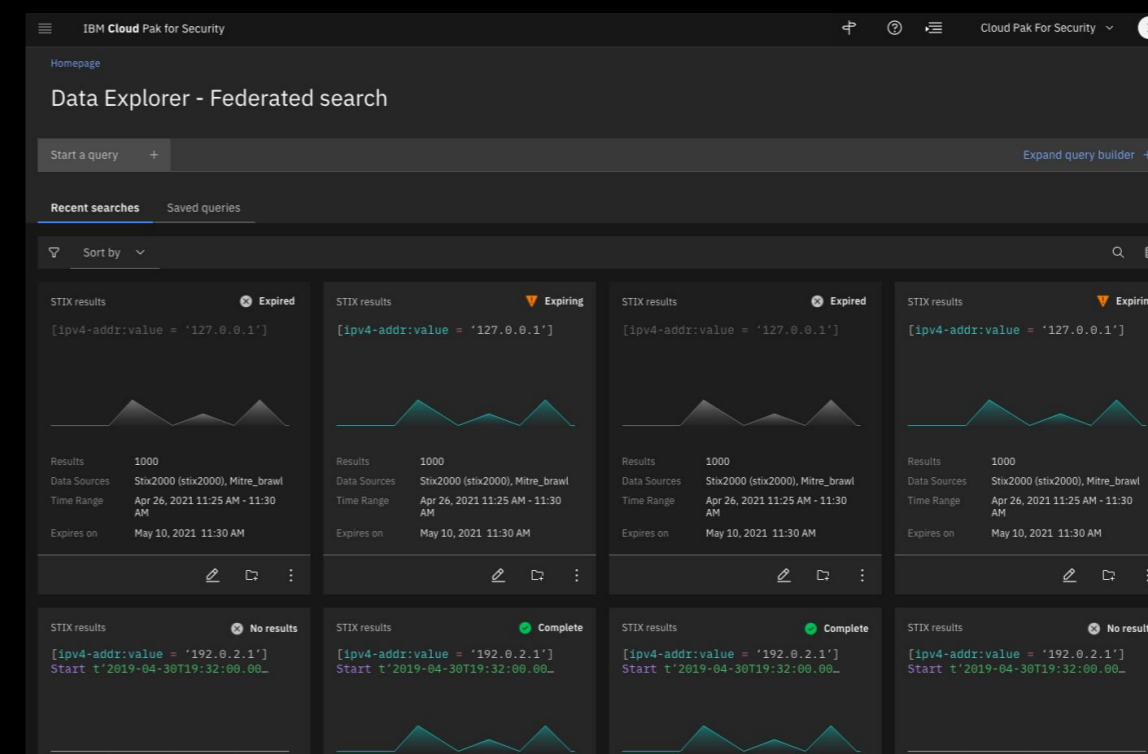 IBM Cloud Pak for Security
Cloud Pak For Security
Homepage
Data Explorer - Federated search
Start a query +
Expand query builder +
Recent searches Saved queries
Sort by
STIX results Expired
[ipv4-addr:value = ‘127.0.0.1’]
Results 1000
Data Sources Stix2000 (stix2000), Mitre_brawl
Time Range Apr 26, 2021 11:25 AM - 11:30
AM
Expires on May 10, 2021 11:30 AM
STIX results Expiring
[ipv4-addr:value = ‘127.0.0.1’]
Results 1000
Data Sources Stix2000 (stix2000), Mitre_brawl
Time Range Apr 26, 2021 11:25 AM - 11:30
AM
Expires on May 10, 2021 11:30 AM
STIX results Expired
[ipv4-addr:value = ‘127.0.0.1’]
Results 1000
Data Sources Stix2000 (stix2000), Mitre_brawl
Time Range Apr 26, 2021 11:25 AM - 11:30
AM
Expires on May 10, 2021 11:30 AM
STIX results Expirin
[ipv4-addr:value = ‘127.0.0.1’]
Results 1000
Data Sources Stix2000 (stix2000), Mitre_brawl
Time Range Apr 26, 2021 11:25 AM - 11:30
AM
Expires on May 10, 2021 11:30 AM
STIX results No results
[ipv4-addr:value = ‘192.0.2.1’]
Start t’2019-04-30T19:32:00.00…
STIX results Complete
[ipv4-addr:value = ‘192.0.2.1’]
Start t’2019-04-30T19:32:00.00…
STIX results Complete
[ipv4-addr:value = ‘192.0.2.1’]
Start t’2019-04-30T19:32:00.00…
STIX results No result
[ipv4-addr:value = ‘192.0.2.1’]
Start t’2019-04-30T19:32:00.00…